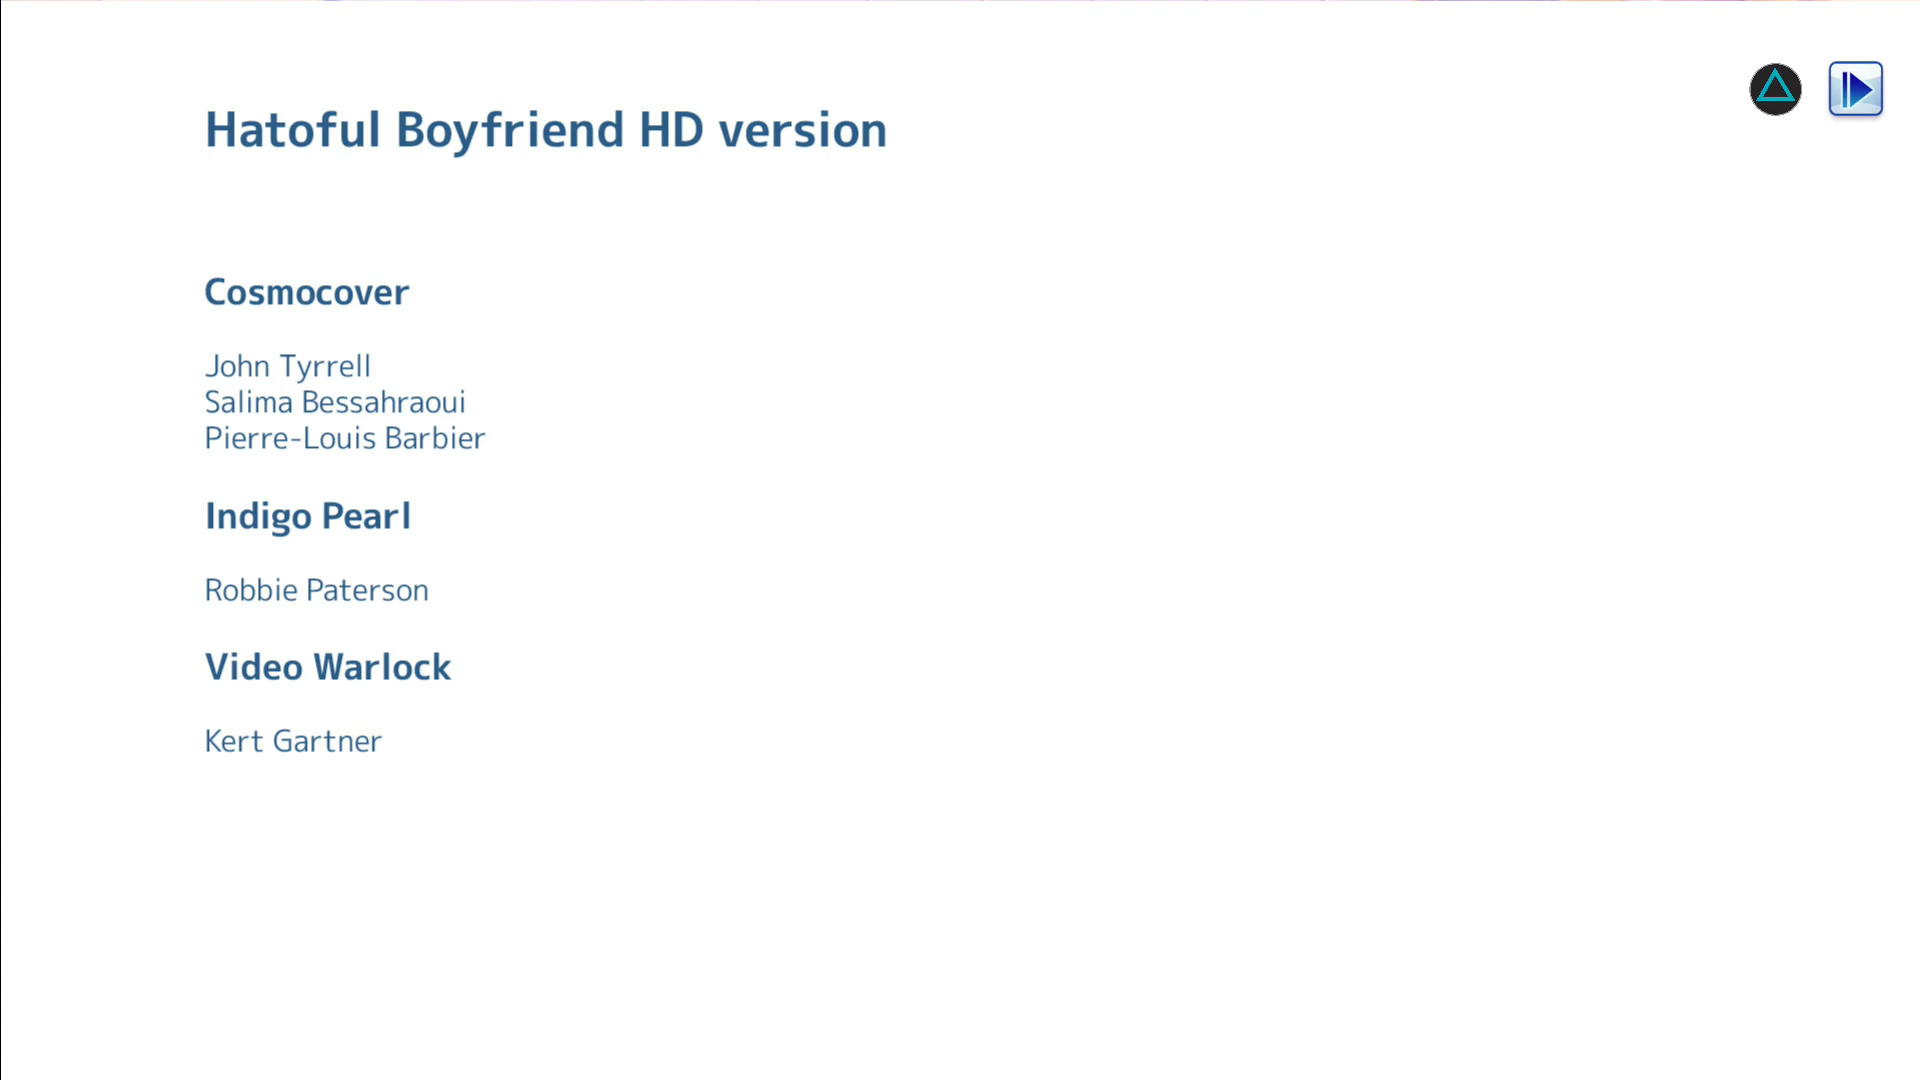 Hatoful Boyfriend HD version
Cosmocover
John Tyrrell
Salima Bessahraoui
Pierre-Louis Barbier
Indigo Pearl
Robbie Paterson
Video Warlock
Kert Gartner